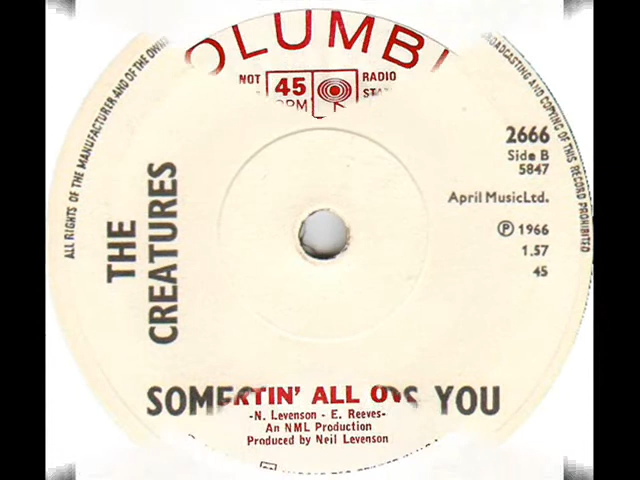 OLUMB
NOT
45
RPM
RADIO
STA
ALL RIGHTS OF THE MANUFACTURER AND OF THE OWN
BROADCASTING AND COPYING OF THIS RECORD PROHIBITED
2666
Side B
5847
April MusicLtd.
℗ 1966
1.57
45
THE
CREATURES
YOU
TIN' ALL
-N. Levenson - E. Reeves-
An NML Production
Produced by Neil Levenson